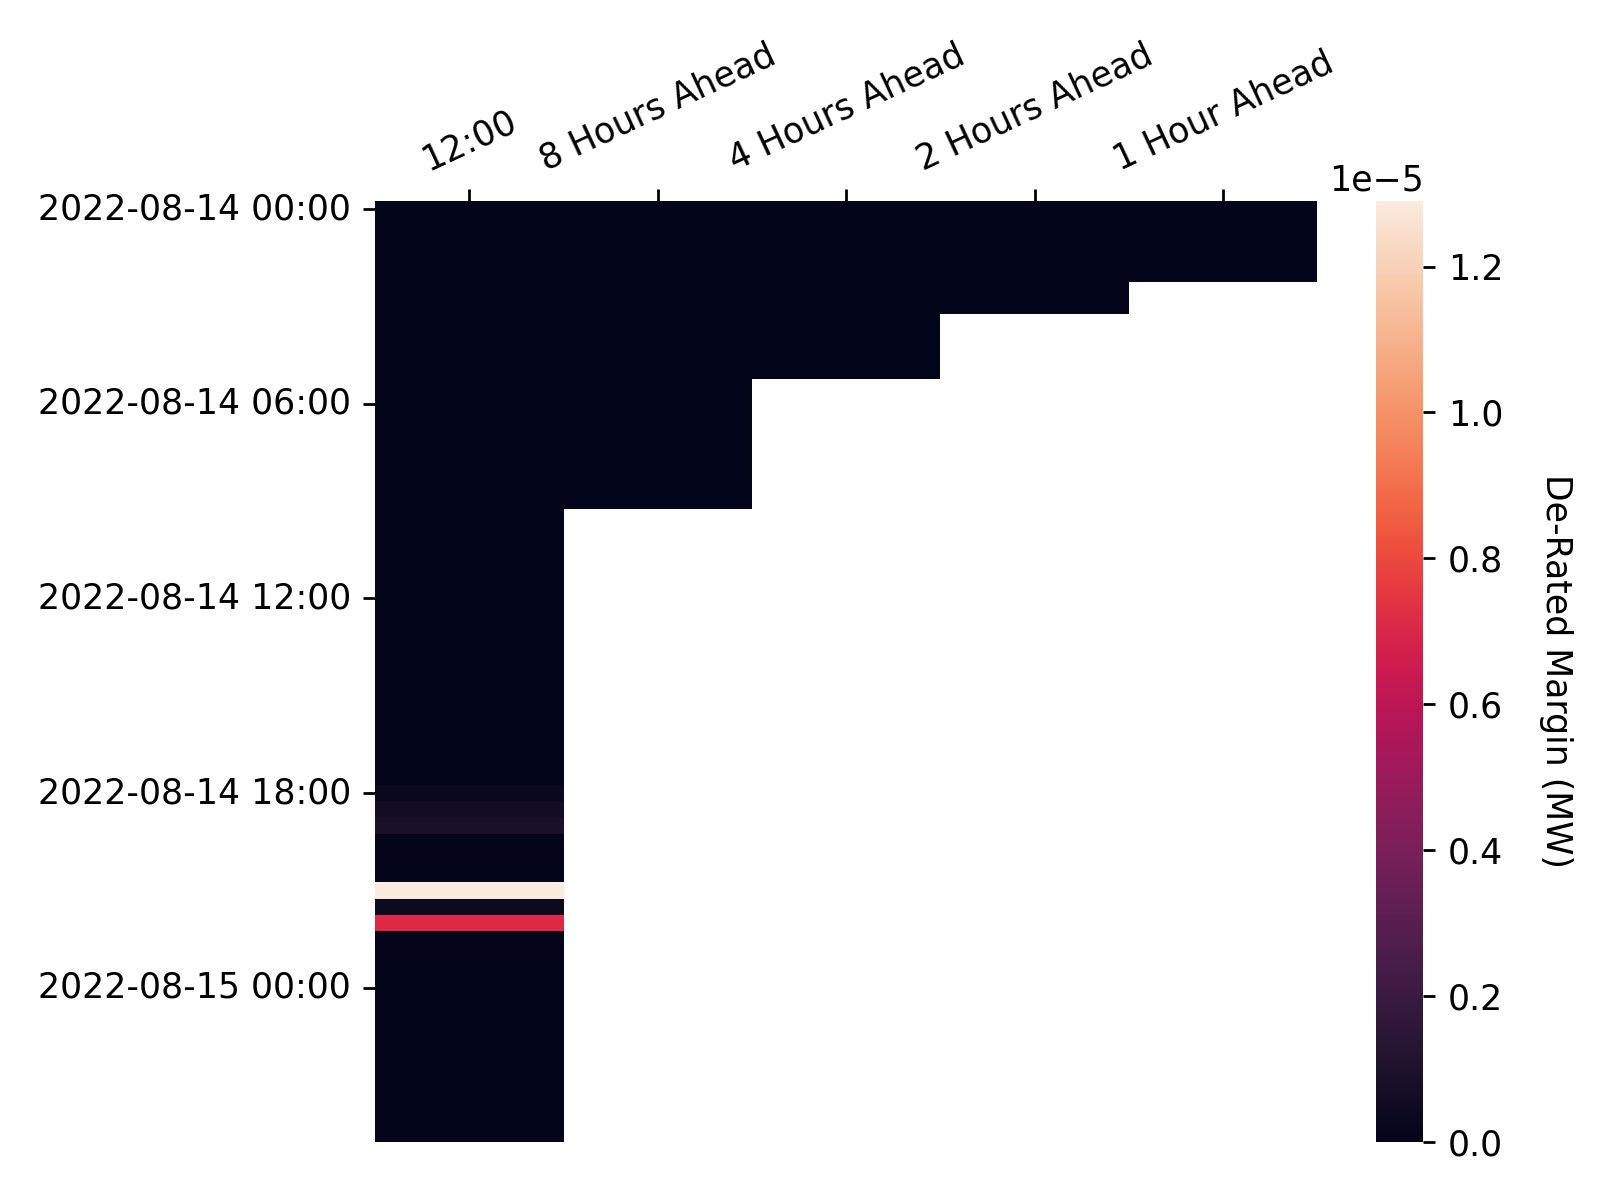 12:00
8 Hours Ahead
4 Hours Ahead
2 Hours Ahead
1 Hour Ahead
1e−5
2022-08-14 00:00
2022-08-14 06:00
2022-08-14 12:00
2022-08-14 18:00
2022-08-15 00:00
1.2
1.0
0.8
0.6
0.4
0.2
0.0
De-Rated Margin (MW)